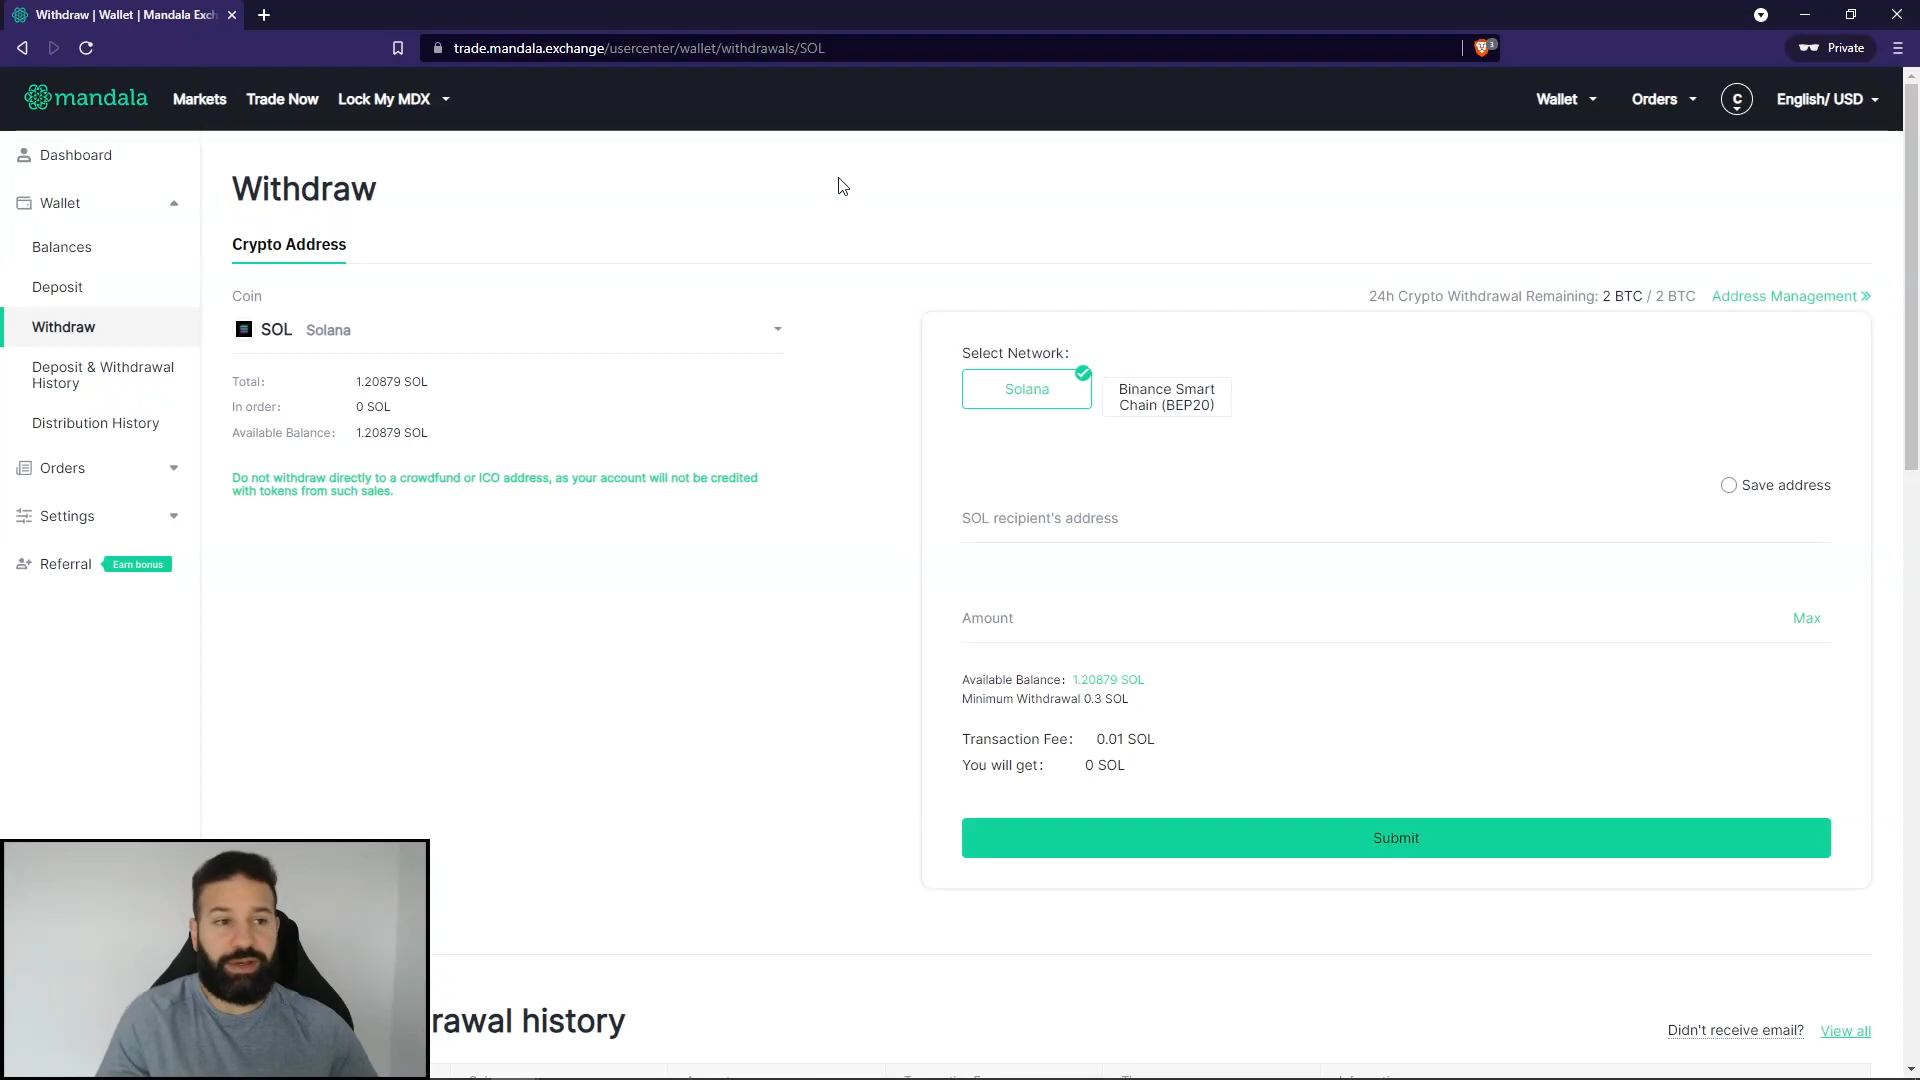 Withdraw | Wallet | Mandala Exch
trade.mandala.exchange/usercenter/wallet/withdrawals/SOL
3
Private
mandala
Markets
Trade Now
Lock My MDX
Wallet
Orders
C
English/ USD
Dashboard
Wallet
Balances
Deposit
Withdraw
Deposit & Withdrawal
History
Distribution History
Orders
Settings
Referral
Earn bonus
Withdraw
Crypto Address
Coin
SOL Solana
Total: 1.20879 SOL
In order: 0 SOL
Available Balance: 1.20879 SOL
Do not withdraw directly to a crowdfund or ICO address, as your account will not be credited
with tokens from such sales.
24h Crypto Withdrawal Remaining: 2 BTC / 2 BTC
Address Management
Select Network:
Solana
Binance Smart
Chain (BEP20)
Save address
SOL recipient's address
Amount
Max
Available Balance: 1.20879 SOL
Minimum Withdrawal 0.3 SOL
Transaction Fee: 0.01 SOL
You will get: 0 SOL
Submit
rawal history
Didn't receive email?
View all